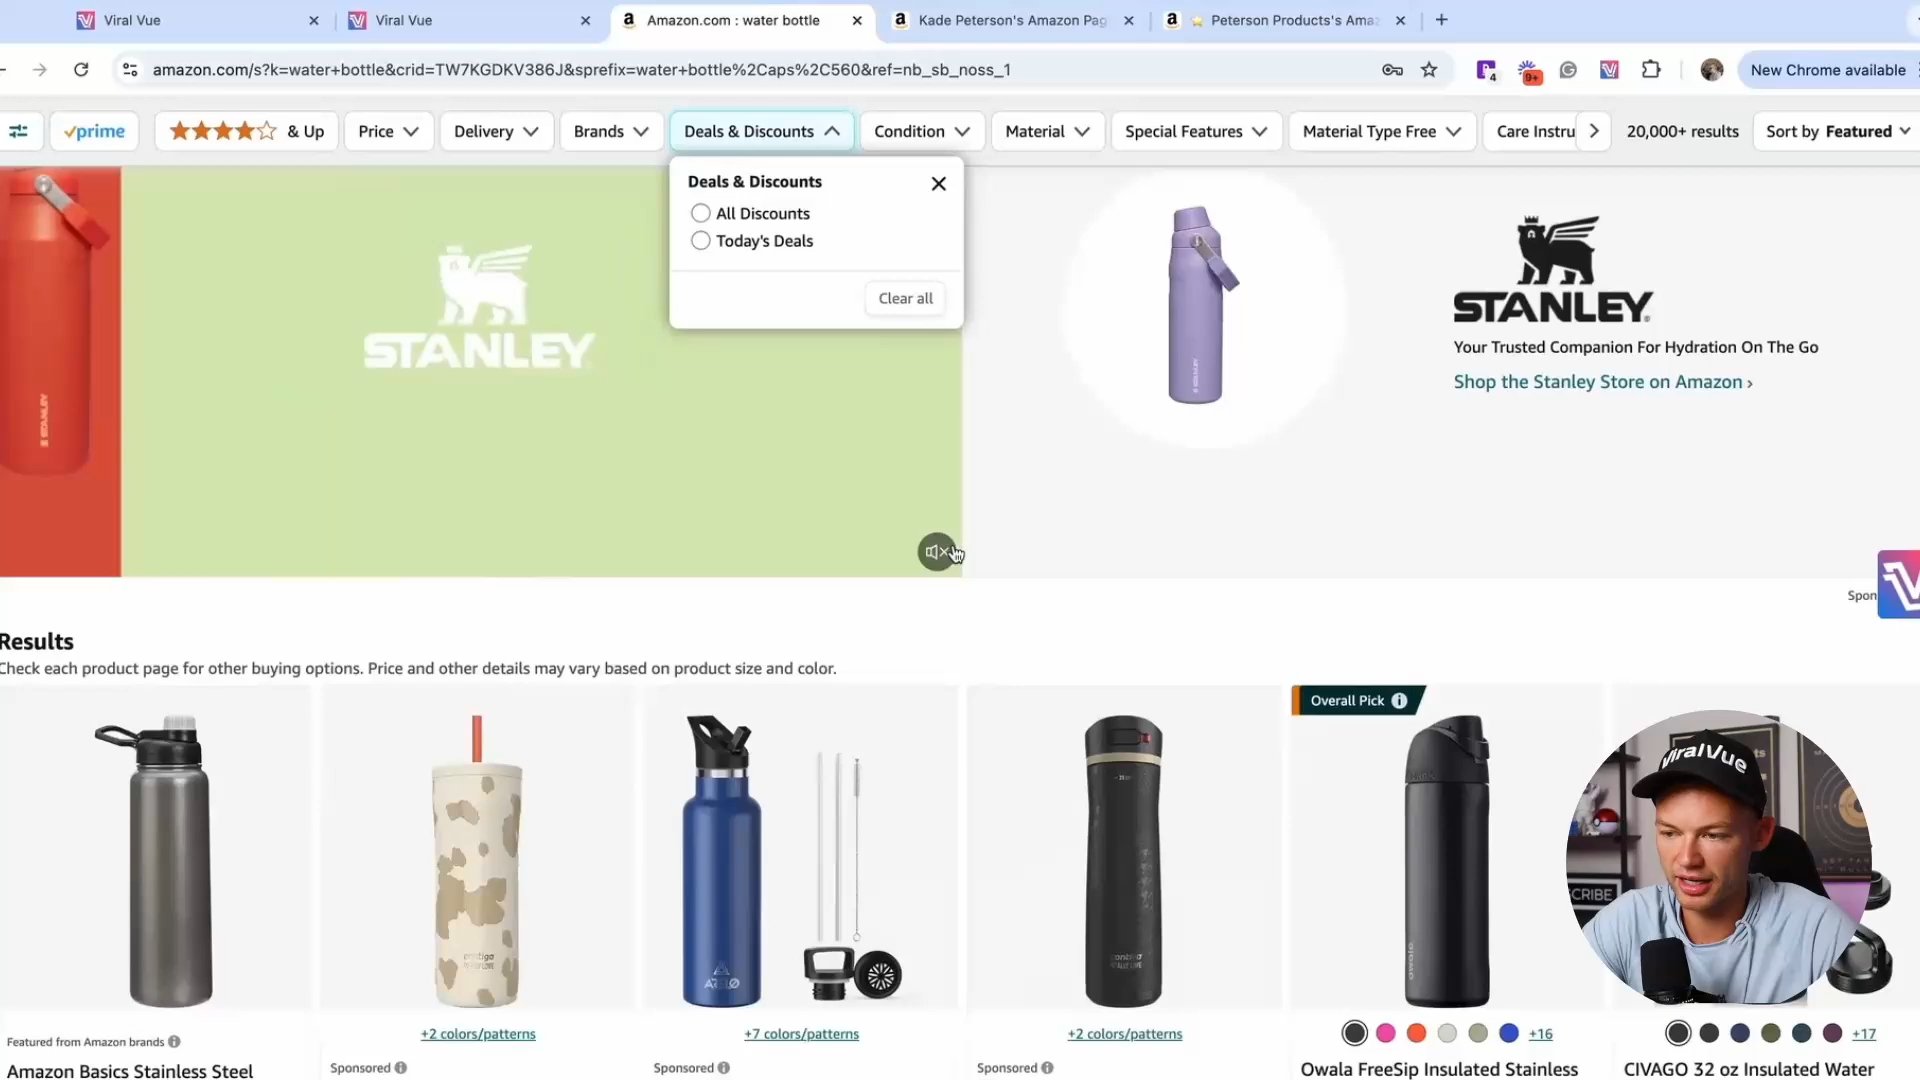 Viral Vue
Viral Vue
Amazon.com : water bottle
Kade Peterson's Amazon Pag
Peterson Products's Ama
amazon.com/s?k=water+bottle&crid=TW7KGDKV386J&sprefix=water+bottle%2Caps%2C560&ref=nb_sb_noss_1
4
9+
New Chrome available
prime
& Up
Price
Delivery
Brands
Deals & Discounts
Condition
Material
Special Features
Material Type Free
Care Instru
20,000+ results
Sort by Featured
Deals & Discounts
All Discounts
Today's Deals
Clear all
STANLEY
STANLEY
STANLEY
STANLEY
Your Trusted Companion For Hydration On The Go
Shop the Stanley Store on Amazon ›
Spon
Results
Check each product page for other buying options. Price and other details may vary based on product size and color.
Overall Pick
contigo
contigo
owala
ViralVue
+2 colors/patterns
+7 colors/patterns
+2 colors/patterns
+16
+17
Featured from Amazon brands
Sponsored
Sponsored
Sponsored
Amazon Basics Stainless Steel
Owala FreeSip Insulated Stainless
CIVAGO 32 oz Insulated Water